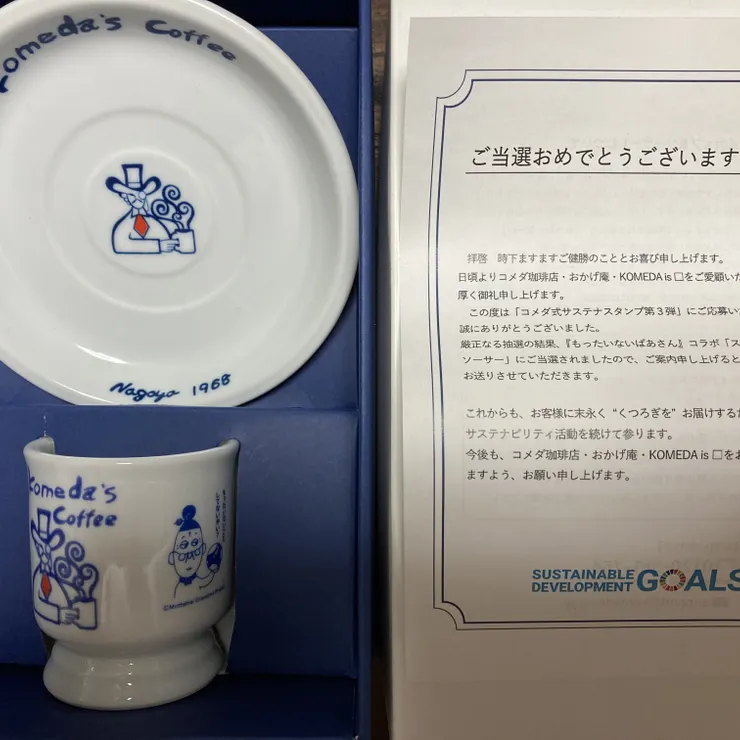 Komeda's Coffee
Nagoya 1968
Komeda's
Coffee
ご当選おめでとうございます
拝啓 時下ますますご健勝のこととお喜び申し上げます。
日頃よりコメダ珈琲店・おかげ庵・KOMEDA is □をご愛顧いた
厚く御礼申し上げます。
この度は「コメダ式サステナスタンプ第3弾」にご応募いた
誠にありがとうございました。
厳正なる抽選の結果、『もったいないばあさん』コラボ「ス
ソーサー」にご当選されましたので、ご案内申し上げると
お送りさせていただきます。
これからも、お客様に末永く“くつろぎを”お届けするた
サステナビリティ活動を続けて参ります。
今後も、コメダ珈琲店・おかげ庵・KOMEDA is □をお
ますよう、お願い申し上げます。
SUSTAINABLE
DEVELOPMENT GOALS